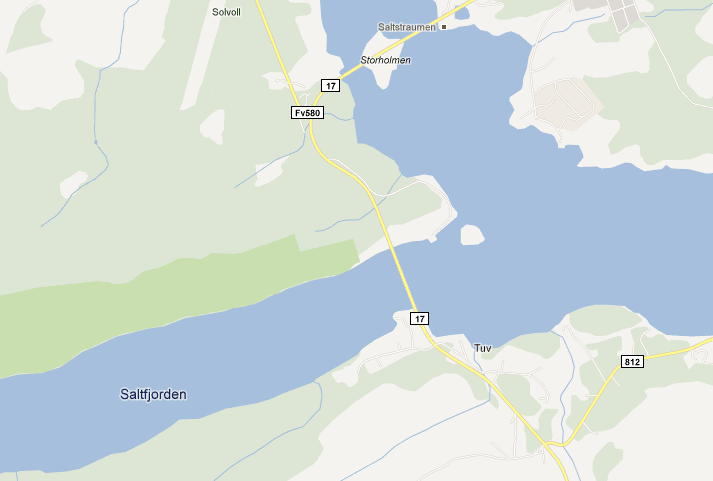 Solvoll
Saltstraumen
Storholmen
17
Fv580
17
Tuv
812
Saltfjorden